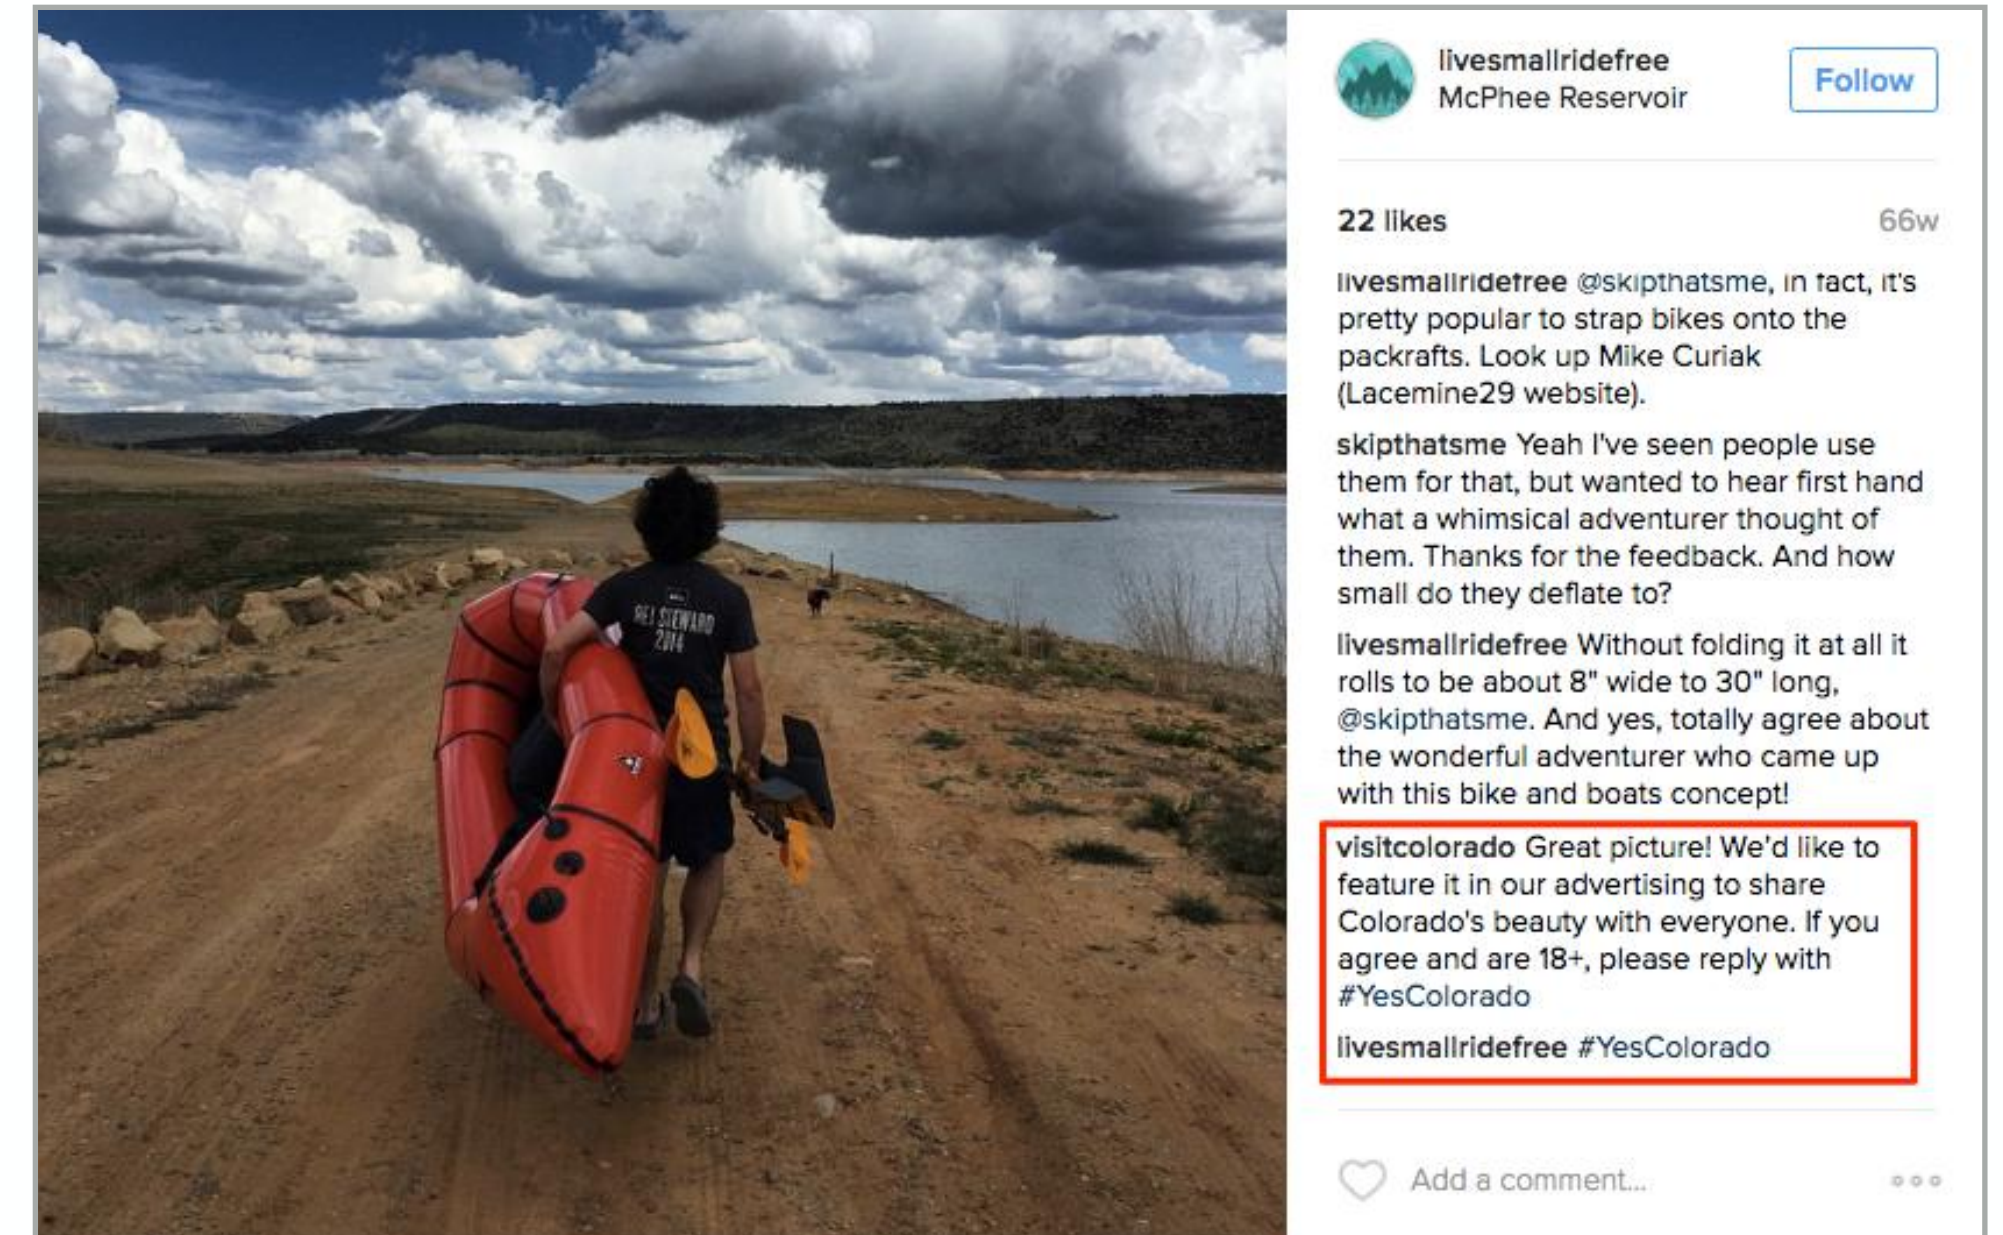 livesmallridefree
McPhee Reservoir
Follow
22 likes
66w
livesmallridefree @skipthatsme, in fact, it's
pretty popular to strap bikes onto the
packrafts. Look up Mike Curiak
(Lacemine29 website).
skipthatsme Yeah I've seen people use
them for that, but wanted to hear first hand
what a whimsical adventurer thought of
them. Thanks for the feedback. And how
small do they deflate to?
livesmallridefree Without folding it at all it
rolls to be about 8" wide to 30" long,
@skipthatsme. And yes, totally agree about
the wonderful adventurer who came up
with this bike and boats concept!
visitcolorado Great picture! We'd like to
feature it in our advertising to share
Colorado's beauty with everyone. If you
agree and are 18+, please reply with
#YesColorado
livesmallridefree #YesColorado
Add a comment...
REI STEWARD
2014